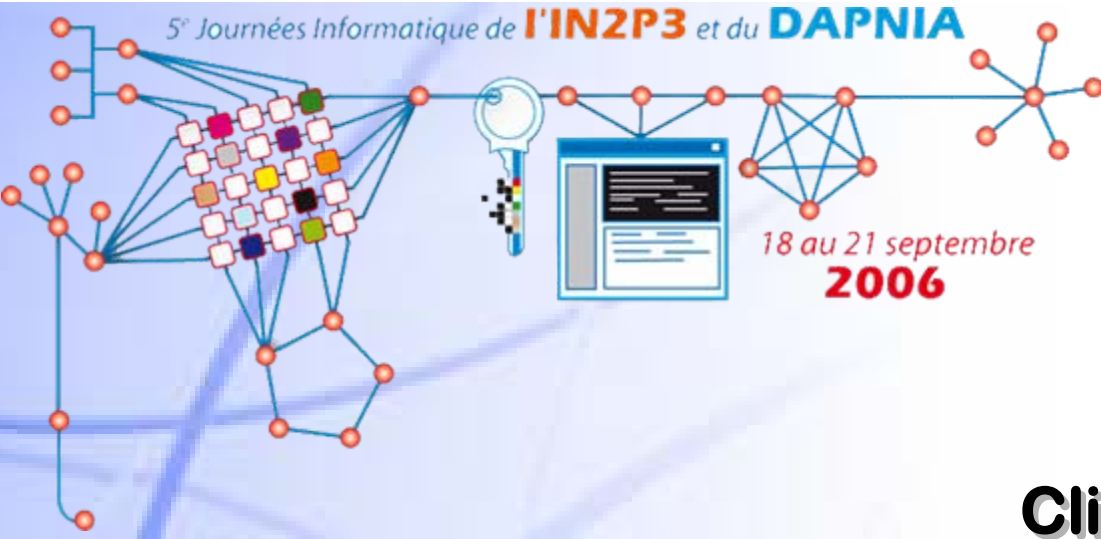 5e Journées Informatique de l'IN2P3 et du DAPNIA
18 au 21 septembre
2006
Cli